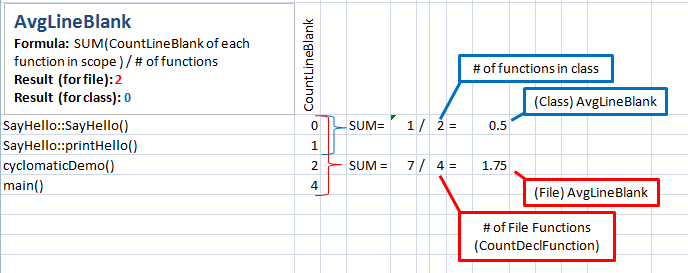 AvgLineBlank
Formula: SUM(CountLineBlank of each
function in scope ) / # of functions
Result (for file): 2
Result (for class): 0
CountLineBlank
# of functions in class
(Class) AvgLineBlank
SayHello::SayHello() 0 SUM= 1 / 2 = 0.5
SayHello::printHello() 1
cyclomaticDemo() 2 SUM = 7 / 4 = 1.75
main() 4
(File) AvgLineBlank
# of File Functions
(CountDeclFunction)